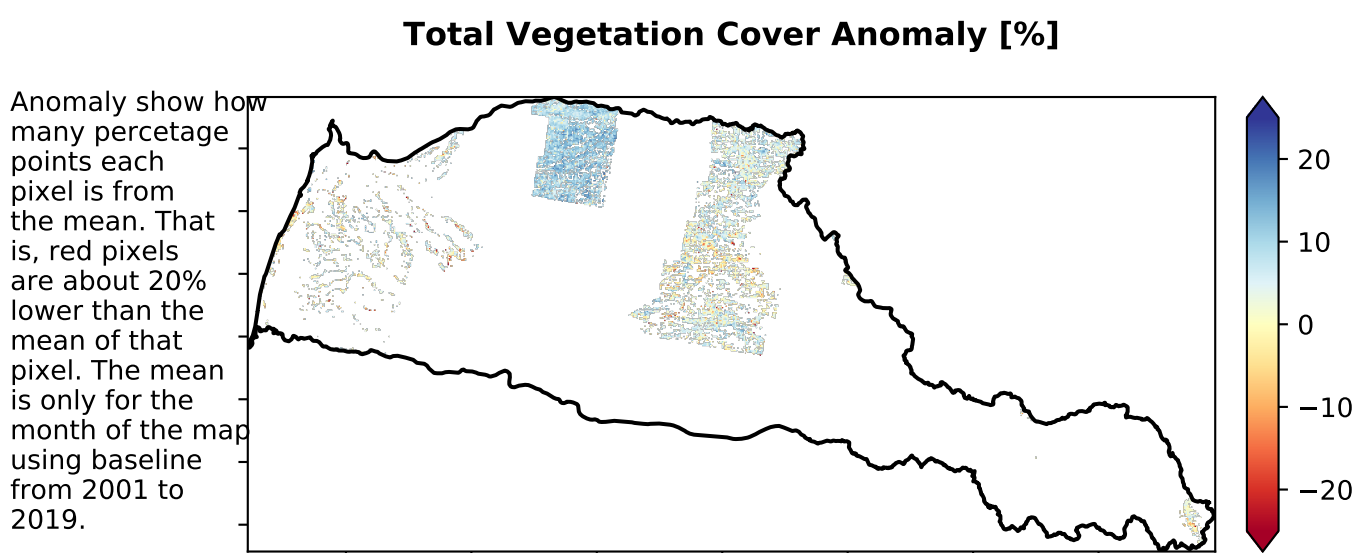 Total Vegetation Cover Anomaly [%]
Anomaly show how
many percetage
points each
pixel is from
the mean. That
is, red pixels
are about 20%
lower than the
mean of that
pixel. The mean
is only for the
month of the map
using baseline
from 2001 to
2019.
20
10
0
−10
−20